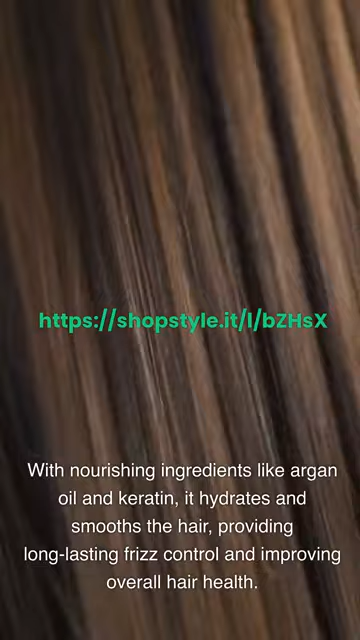 https://shopstyle.it/l/bZHsX
With nourishing ingredients like argan
oil and keratin, it hydrates and
smooths the hair, providing
long-lasting frizz control and improving
overall hair health.